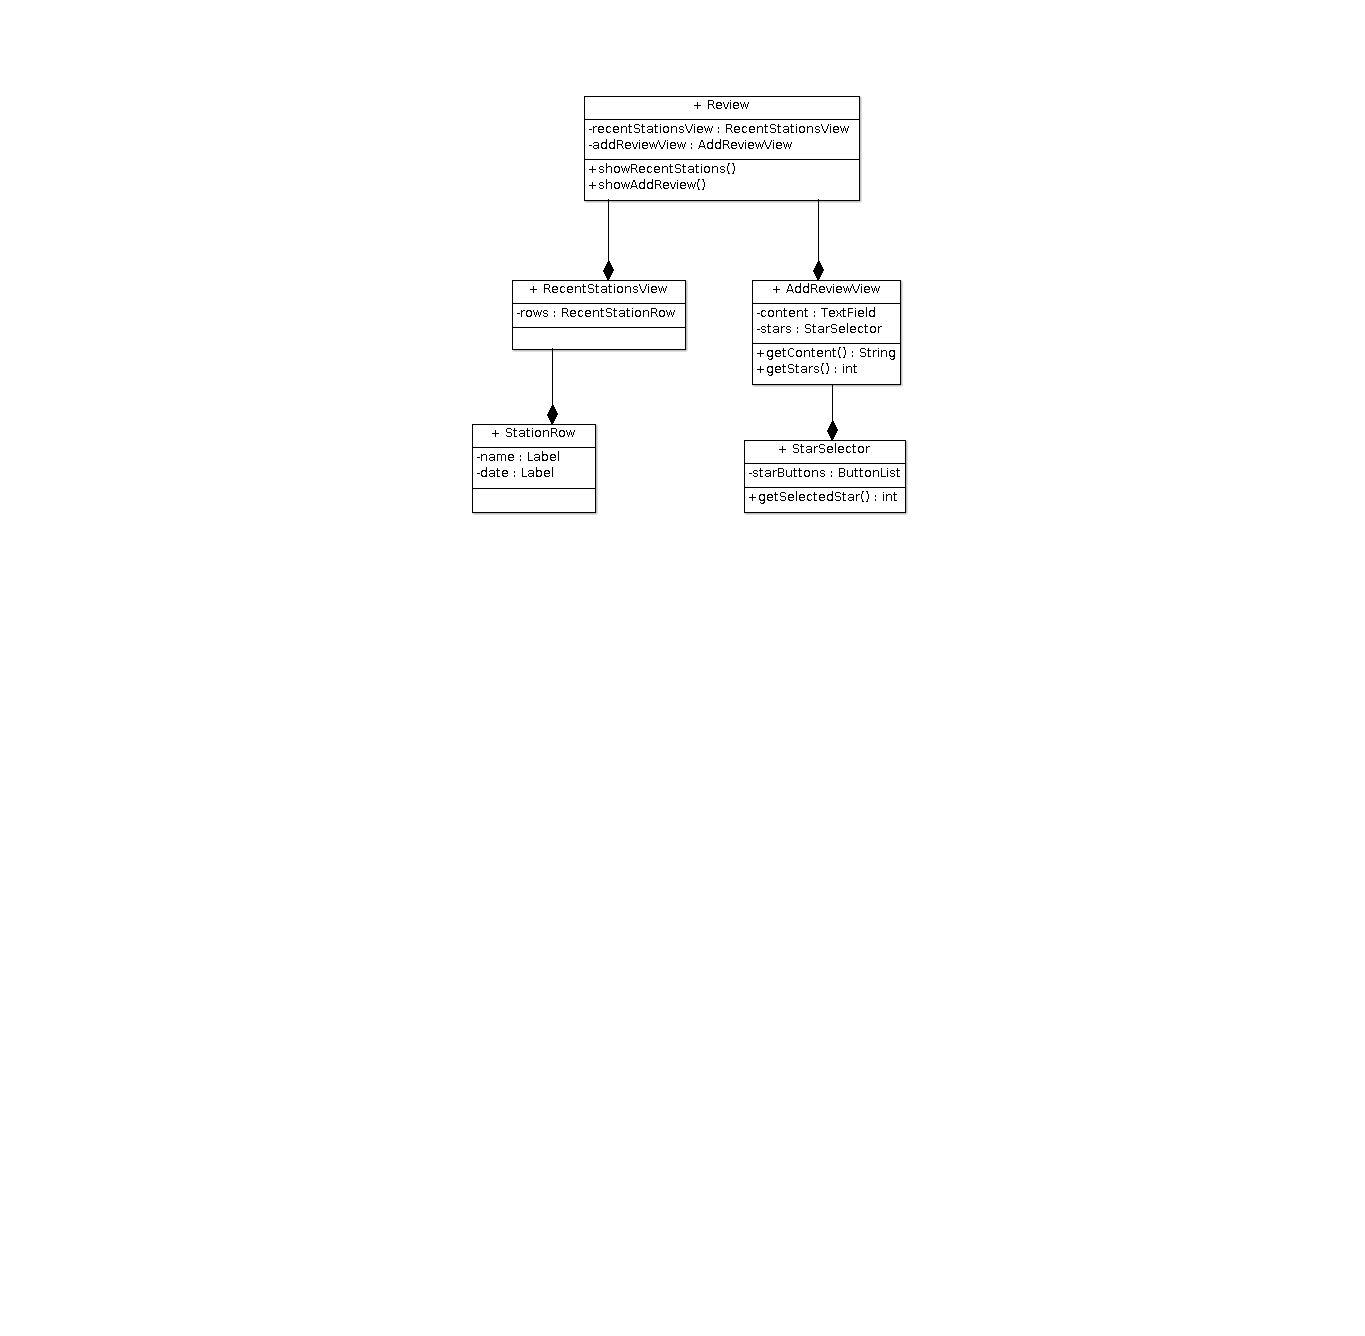 + Review
-recentStationsView : RecentStationsView
-addReviewView : AddReviewView
+showRecentStations()
+showAddReview()
+ RecentStationsView
-rows : RecentStationRow
+ AddReviewView
-content : TextField
-stars : StarSelector
+getContent() : String
+getStars() : int
+ StationRow
-name : Label
-date : Label
+ StarSelector
-starButtons : ButtonList
+getSelectedStar() : int